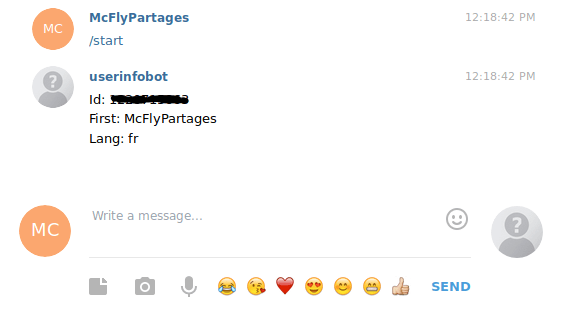 MC
McFlyPartages
12:18:42 PM
/start
userinfobot
12:18:42 PM
Id:
First: McFlyPartages
Lang: fr
MC
Write a message...
SEND